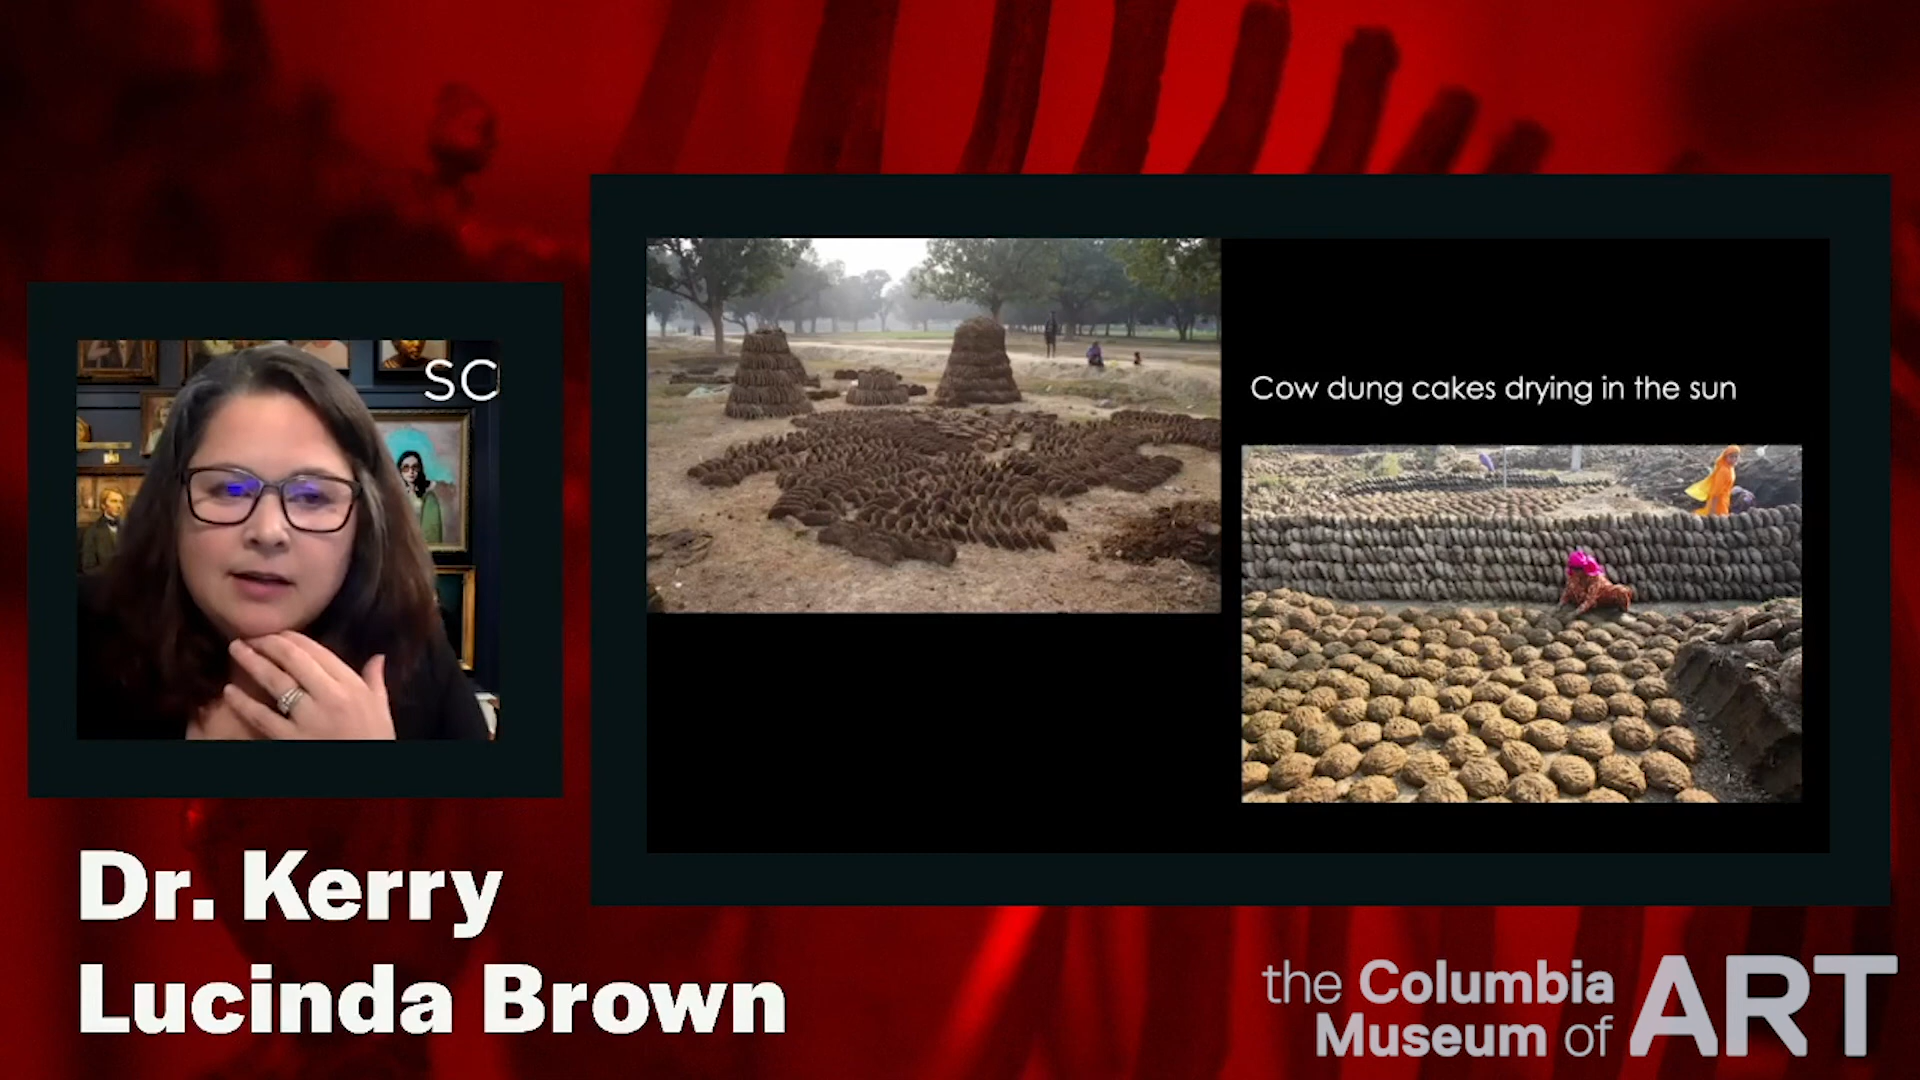 SC
Cow dung cakes drying in the sun
Dr. Kerry
Lucinda Brown
the Columbia
Museum of ART